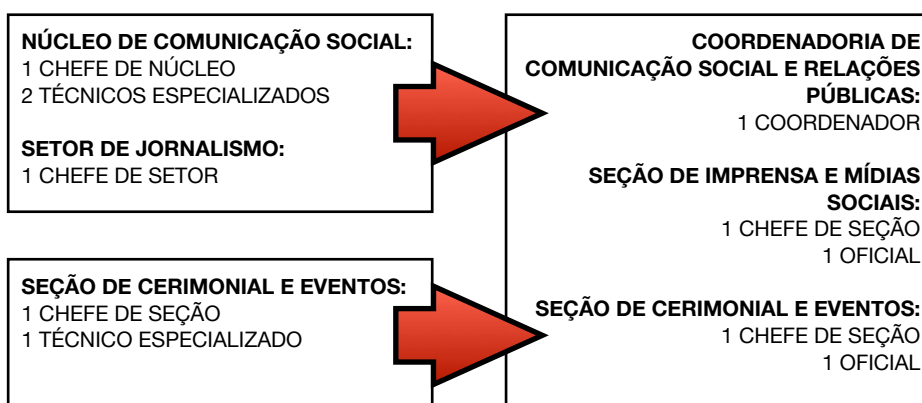 NÚCLEO DE COMUNICAÇÃO SOCIAL:
1 CHEFE DE NÚCLEO
2 TÉCNICOS ESPECIALIZADOS
SETOR DE JORNALISMO:
1 CHEFE DE SETOR
SEÇÃO DE CERIMONIAL E EVENTOS:
1 CHEFE DE SEÇÃO
1 TÉCNICO ESPECIALIZADO
COORDENADORIA DE
COMUNICAÇÃO SOCIAL E RELAÇÕES
PÚBLICAS:
1 COORDENADOR
SEÇÃO DE IMPRENSA E MÍDIAS
SOCIAIS:
1 CHEFE DE SEÇÃO
1 OFICIAL
SEÇÃO DE CERIMONIAL E EVENTOS:
1 CHEFE DE SEÇÃO
1 OFICIAL